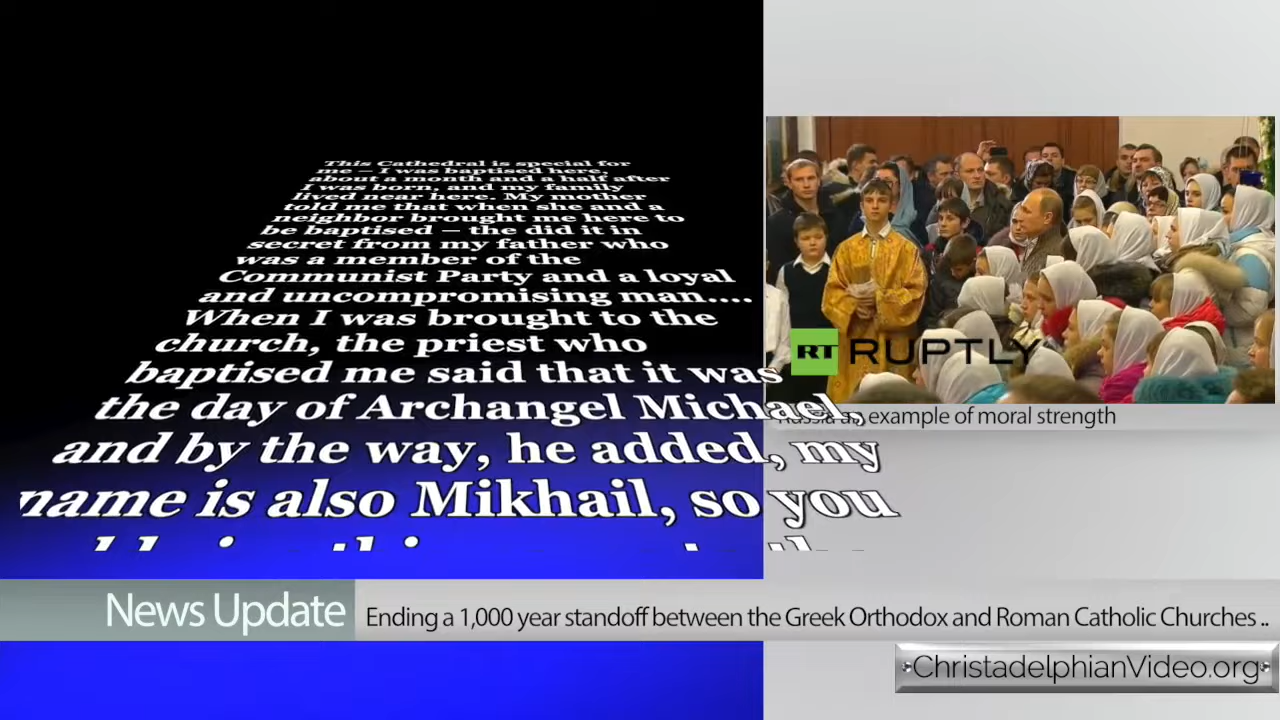 This Cathedral is special for
me – I was baptised here,
about a month and a half after
I was born, and my family
lived near here. My mother
told me that when she and a
neighbor brought me here to
be baptised – the did it in
secret from my father who
was a member of the
Communist Party and a loyal
and uncompromising man....
When I was brought to the
church, the priest who
baptised me said that it was
the day of Archangel Michael,
and by the way, he added, my
name is also Mikhail, so you
RT RUPTLY
Russia an example of moral strength
News Update
Ending a 1,000 year standoff between the Greek Orthodox and Roman Catholic Churches ..
ChristadelphianVideo.org